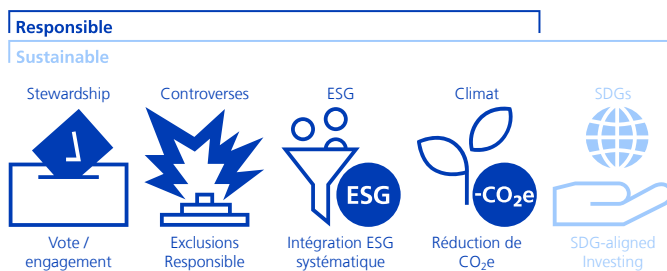 Responsible
Sustainable
Stewardship
Controverses
ESG
Climat
SDGs
ESG
-CO₂e
Vote /
engagement
Exclusions
Responsible
Intégration ESG
systématique
Réduction de
CO₂e
SDG-aligned
Investing